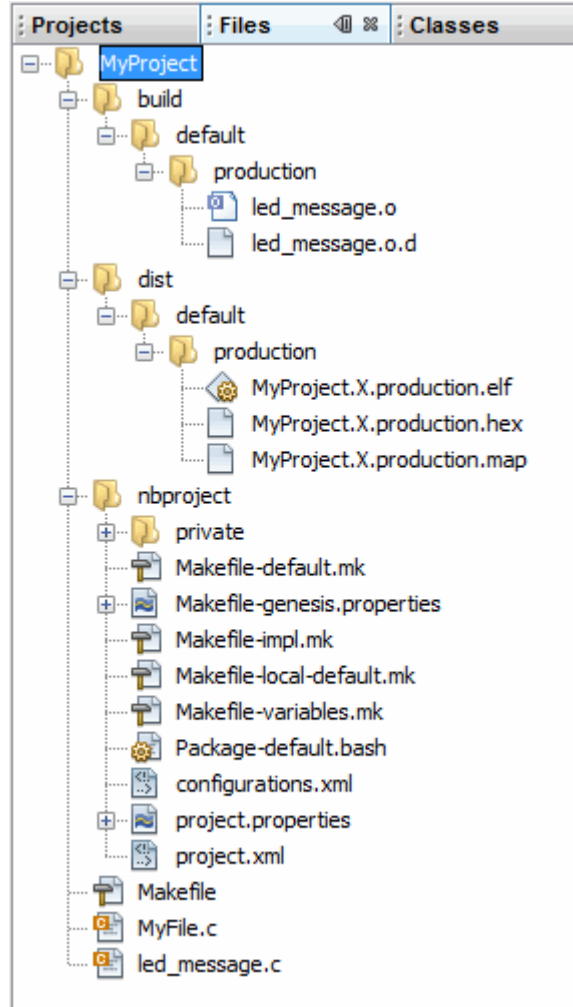 Projects Files Classes
MyProject
build
default
production
led_message.o
led_message.o.d
dist
default
production
MyProject.X.production.elf
MyProject.X.production.hex
MyProject.X.production.map
nbproject
private
Makefile-default.mk
Makefile-genesis.properties
Makefile-impl.mk
Makefile-local-default.mk
Makefile-variables.mk
Package-default.bash
configurations.xml
project.properties
project.xml
Makefile
MyFile.c
led_message.c